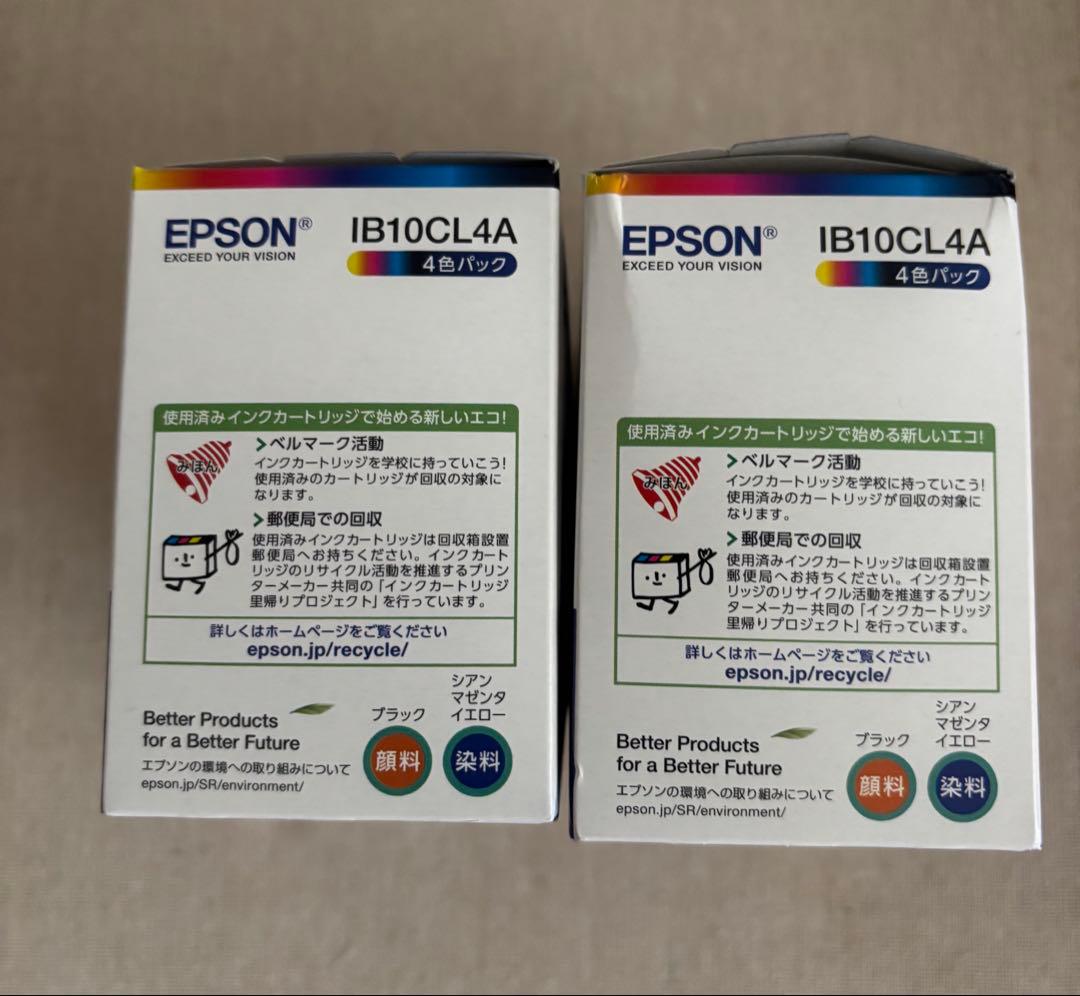 EPSON®
EXCEED YOUR VISION
IB10CL4A
4色パック
使用済みインクカートリッジで始める新しいエコ!
みほん
ベルマーク活動
インクカートリッジを学校に持っていこう!
使用済みのカートリッジが回収の対象に
なります。
郵便局での回収
使用済みインクカートリッジは回収箱設置
郵便局へお持ちください。インクカート
リッジのリサイクル活動を推進するプリン
ターメーカー共同の「インクカートリッジ
里帰りプロジェクト」を行っています。
詳しくはホームページをご覧ください
epson.jp/recycle/
Better Products
for a Better Future
エプソンの環境への取り組みについて
epson.jp/SR/environment/
ブラック
顔料
シアン
マゼンタ
イエロー
染料
EPSON®
EXCEED YOUR VISION
IB10CL4A
4色パック
使用済みインクカートリッジで始める新しいエコ!
みほん
ベルマーク活動
インクカートリッジを学校に持っていこう!
使用済みのカートリッジが回収の対象に
なります。
郵便局での回収
使用済みインクカートリッジは回収箱設置
郵便局へお持ちください。インクカート
リッジのリサイクル活動を推進するプリン
ターメーカー共同の「インクカートリッジ
里帰りプロジェクト」を行っています。
詳しくはホームページをご覧ください
epson.jp/recycle/
Better Products
for a Better Future
エプソンの環境への取り組みについて
epson.jp/SR/environment/
ブラック
顔料
シアン
マゼンタ
イエロー
染料